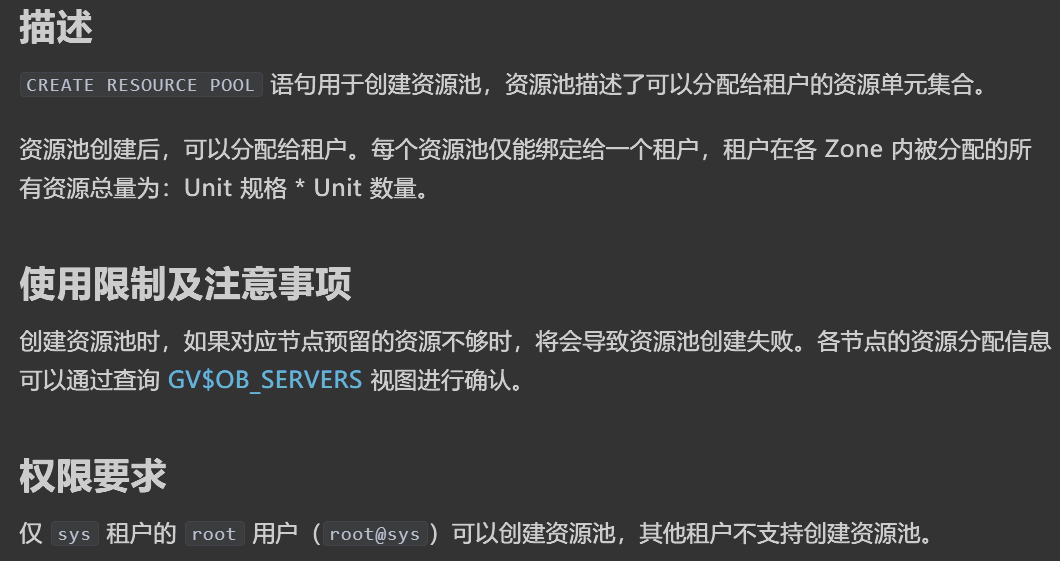 描述
CREATE RESOURCE POOL 语句用于创建资源池，资源池描述了可以分配给租户的资源单元集合。
资源池创建后，可以分配给租户。每个资源池仅能绑定给一个租户，租户在各 Zone 内被分配的所
有资源总量为：Unit 规格 * Unit 数量。
使用限制及注意事项
创建资源池时，如果对应节点预留的资源不够时，将会导致资源池创建失败。各节点的资源分配信息
可以通过查询 GV$OB_SERVERS 视图进行确认。
权限要求
仅 sys 租户的 root 用户（root@sys）可以创建资源池，其他租户不支持创建资源池。